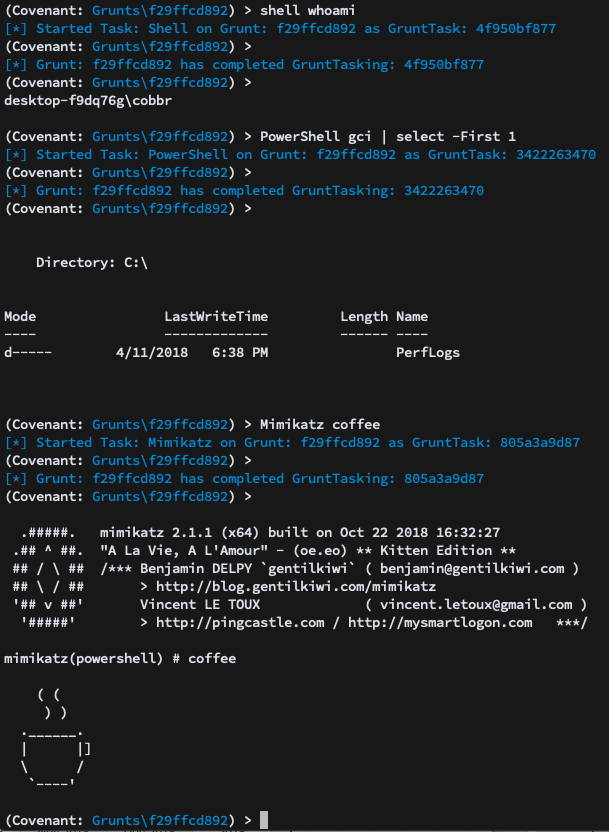 (Covenant: Grunts\f29ffcd892) > shell whoami
[*] Started Task: Shell on Grunt: f29ffcd892 as GruntTask: 4f950bf877
(Covenant: Grunts\f29ffcd892) >
[*] Grunt: f29ffcd892 has completed GruntTasking: 4f950bf877
(Covenant: Grunts\f29ffcd892) >
desktop-f9dq76g\cobbr
(Covenant: Grunts\f29ffcd892) > PowerShell gci | select -First 1
[*] Started Task: PowerShell on Grunt: f29ffcd892 as GruntTask: 3422263470
(Covenant: Grunts\f29ffcd892) >
[*] Grunt: f29ffcd892 has completed GruntTasking: 3422263470
(Covenant: Grunts\f29ffcd892) >
    Directory: C:\
Mode                LastWriteTime         Length Name
----                -------------         ------ ----
d-----        4/11/2018   6:38 PM                PerfLogs
(Covenant: Grunts\f29ffcd892) > Mimikatz coffee
[*] Started Task: Mimikatz on Grunt: f29ffcd892 as GruntTask: 805a3a9d87
(Covenant: Grunts\f29ffcd892) >
[*] Grunt: f29ffcd892 has completed GruntTasking: 805a3a9d87
(Covenant: Grunts\f29ffcd892) >
  .#####.   mimikatz 2.1.1 (x64) built on Oct 22 2018 16:32:27
 .## ^ ##.  "A La Vie, A L'Amour" - (oe.eo) ** Kitten Edition **
 ## / \ ##  /*** Benjamin DELPY `gentilkiwi` ( benjamin@gentilkiwi.com )
 ## \ / ##       > http://blog.gentilkiwi.com/mimikatz
 '## v ##'       Vincent LE TOUX             ( vincent.letoux@gmail.com )
  '#####'        > http://pingcastle.com / http://mysmartlogon.com   ***/
mimikatz(powershell) # coffee
    ( (
     ) )
  .______.
  |      |]
  \      /
   `----'
(Covenant: Grunts\f29ffcd892) >